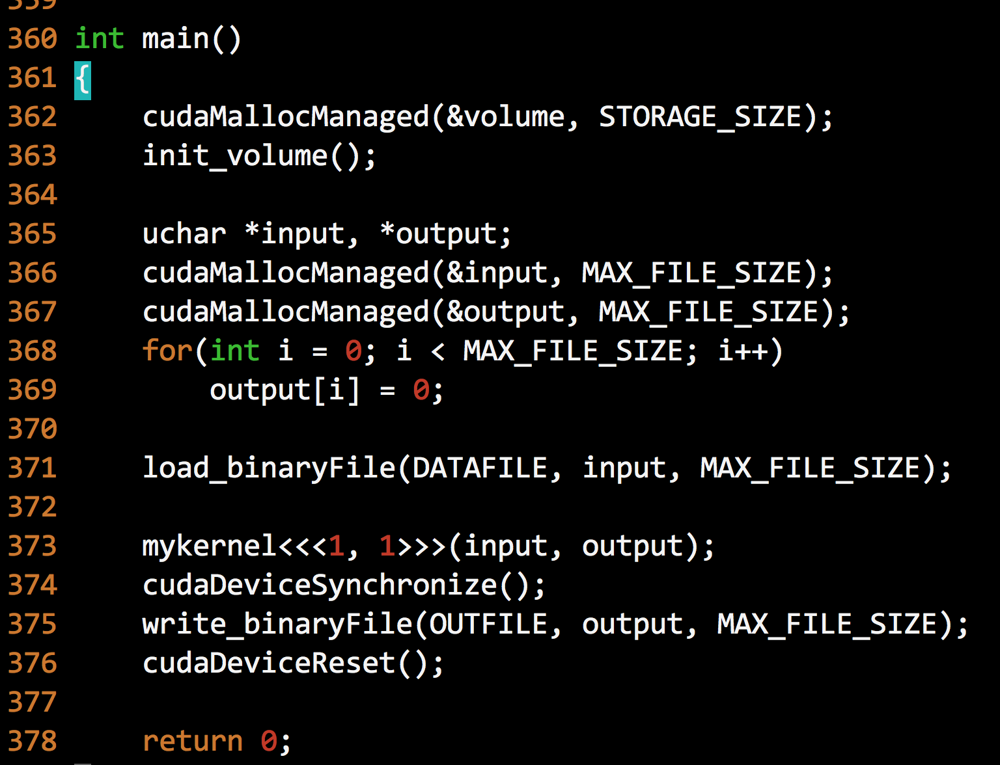 359
360 int main()
361 {
362     cudaMallocManaged(&volume, STORAGE_SIZE);
363     init_volume();
364
365     uchar *input, *output;
366     cudaMallocManaged(&input, MAX_FILE_SIZE);
367     cudaMallocManaged(&output, MAX_FILE_SIZE);
368     for(int i = 0; i < MAX_FILE_SIZE; i++)
369         output[i] = 0;
370
371     load_binaryFile(DATAFILE, input, MAX_FILE_SIZE);
372
373     mykernel<<<1, 1>>>(input, output);
374     cudaDeviceSynchronize();
375     write_binaryFile(OUTFILE, output, MAX_FILE_SIZE);
376     cudaDeviceReset();
377
378     return 0;